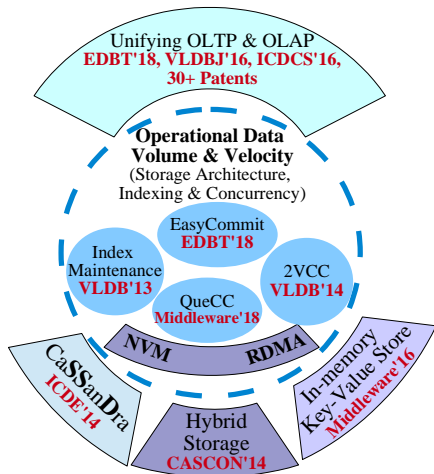 Unifying OLTP & OLAP
EDBT'18, VLDBJ'16, ICDCS'16,
30+ Patents
Operational Data
Volume & Velocity
(Storage Architecture,
Indexing & Concurrency)
EasyCommit
EDBT'18
Index
Maintenance
VLDB'13
2VCC
VLDB'14
QueCC
Middleware'18
NVM
RDMA
CaSSanDra
ICDE'14
Hybrid
Storage
CASCON'14
In-memory
Key-Value Store
Middleware'16